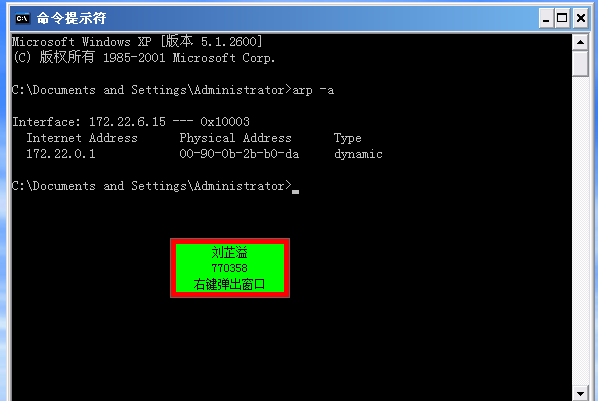 命令提示符
Microsoft Windows XP [版本 5.1.2600]
(C) 版权所有 1985-2001 Microsoft Corp.
C:\Documents and Settings\Administrator>arp -a
Interface: 172.22.6.15 --- 0x10003
Internet Address Physical Address Type
172.22.0.1 00-90-0b-2b-b0-da dynamic
C:\Documents and Settings\Administrator>
刘芷溢
770358
右键弹出窗口